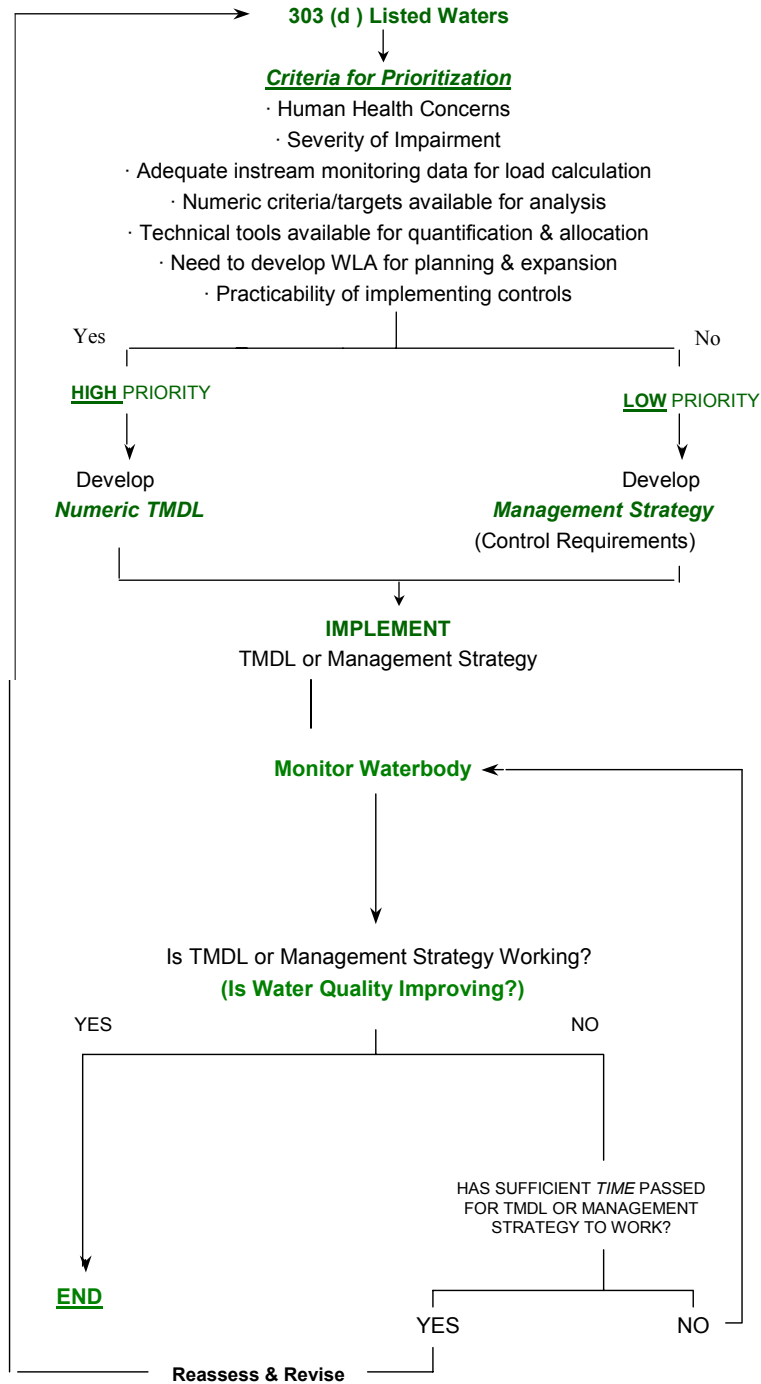 303 (d ) Listed Waters
Criteria for Prioritization
· Human Health Concerns
· Severity of Impairment
· Adequate instream monitoring data for load calculation
· Numeric criteria/targets available for analysis
· Technical tools available for quantification & allocation
· Need to develop WLA for planning & expansion
· Practicability of implementing controls
Yes
No
HIGH PRIORITY
LOW PRIORITY
Develop
Numeric TMDL
Develop
Management Strategy
(Control Requirements)
IMPLEMENT
TMDL or Management Strategy
Monitor Waterbody
Is TMDL or Management Strategy Working?
(Is Water Quality Improving?)
YES
NO
HAS SUFFICIENT TIME PASSED
FOR TMDL OR MANAGEMENT
STRATEGY TO WORK?
END
YES
NO
Reassess & Revise